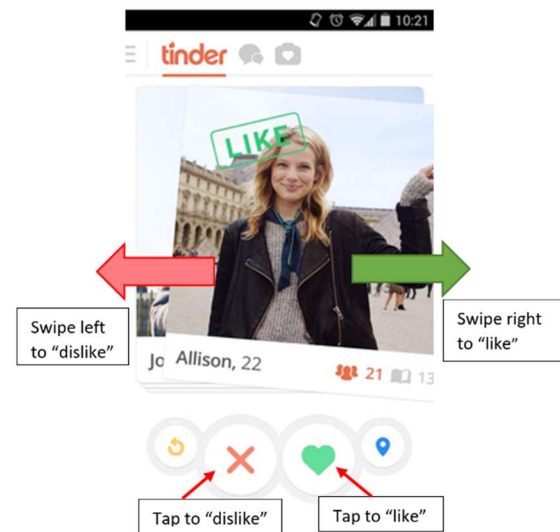 10:21
tinder
LIKE
Swipe left
to “dislike”
Swipe right
to “like”
Jo Allison, 22 21 13
Tap to “dislike”
Tap to “like”